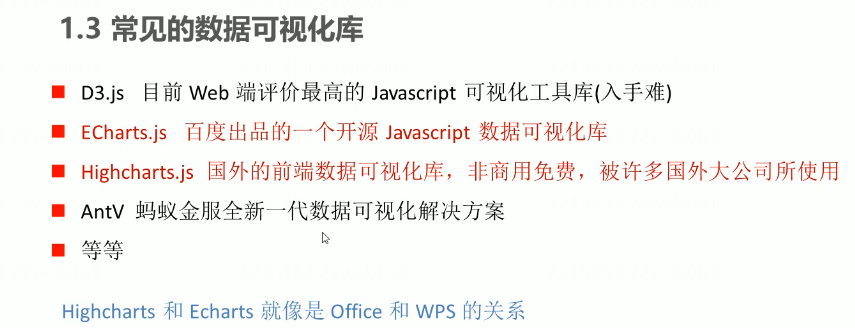 1.3 常见的数据可视化库
D3.js 目前 Web 端评价最高的 Javascript 可视化工具库(入手难)
ECharts.js 百度出品的一个开源 Javascript 数据可视化库
Highcharts.js 国外的前端数据可视化库，非商用免费，被许多国外大公司所使用
AntV 蚂蚁金服全新一代数据可视化解决方案
等等
Highcharts 和 Echarts 就像是 Office 和 WPS 的关系